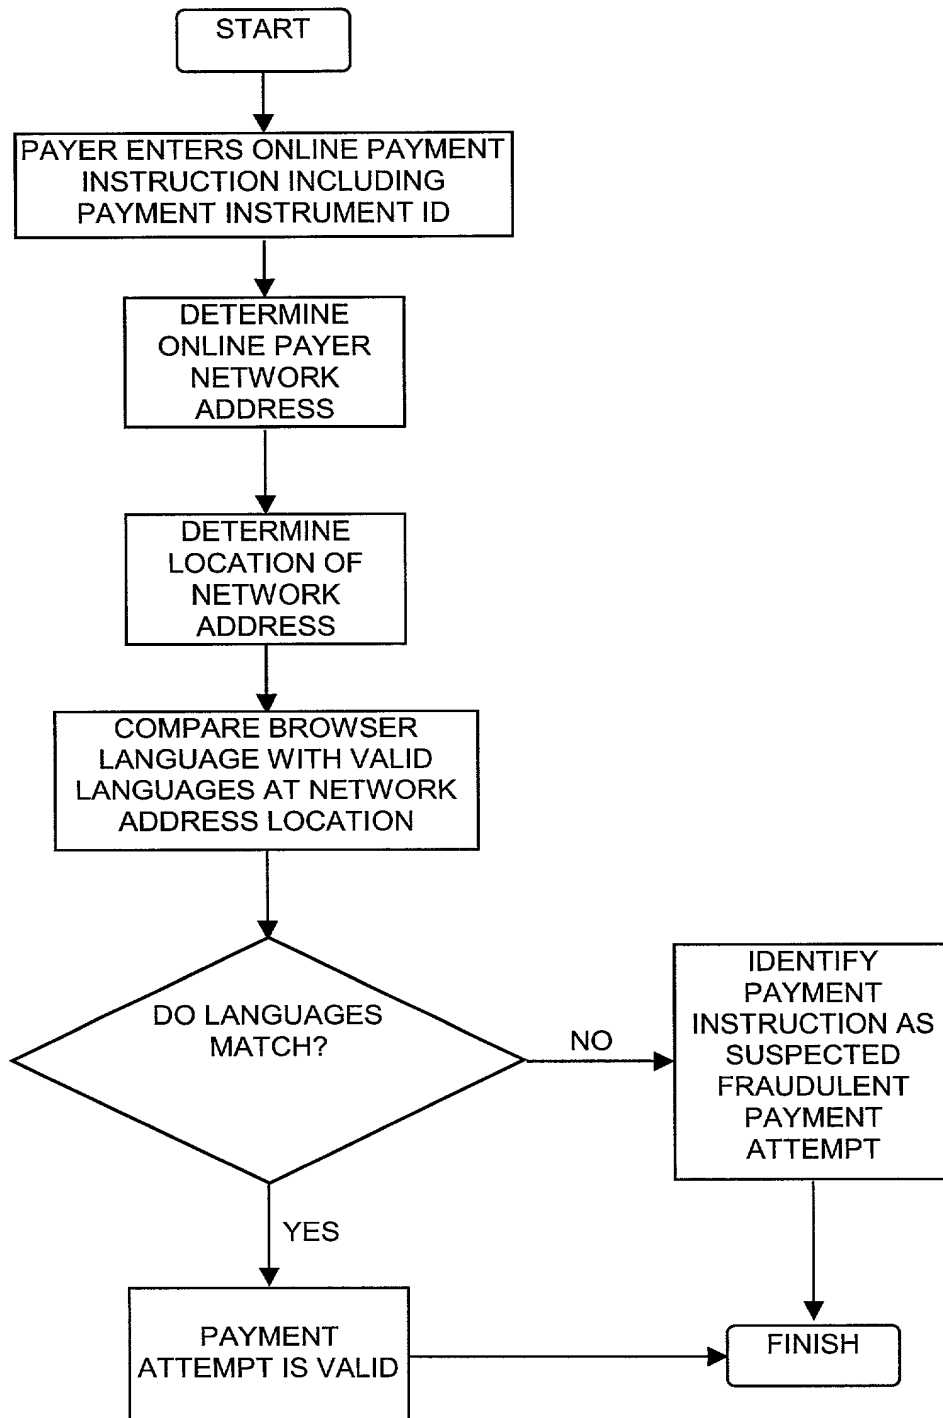 START
PAYER ENTERS ONLINE PAYMENT
INSTRUCTION INCLUDING
PAYMENT INSTRUMENT ID
DETERMINE
ONLINE PAYER
NETWORK
ADDRESS
DETERMINE
LOCATION OF
NETWORK
ADDRESS
COMPARE BROWSER
LANGUAGE WITH VALID
LANGUAGES AT NETWORK
ADDRESS LOCATION
DO LANGUAGES
MATCH?
NO
IDENTIFY
PAYMENT
INSTRUCTION AS
SUSPECTED
FRAUDULENT
PAYMENT
ATTEMPT
YES
PAYMENT
ATTEMPT IS VALID
FINISH